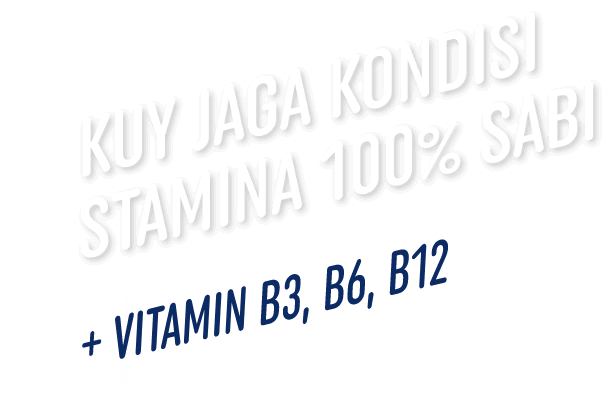 KUY JAGA KONDISI
STAMINA 100% SABI
+ VITAMIN B3, B6, B12